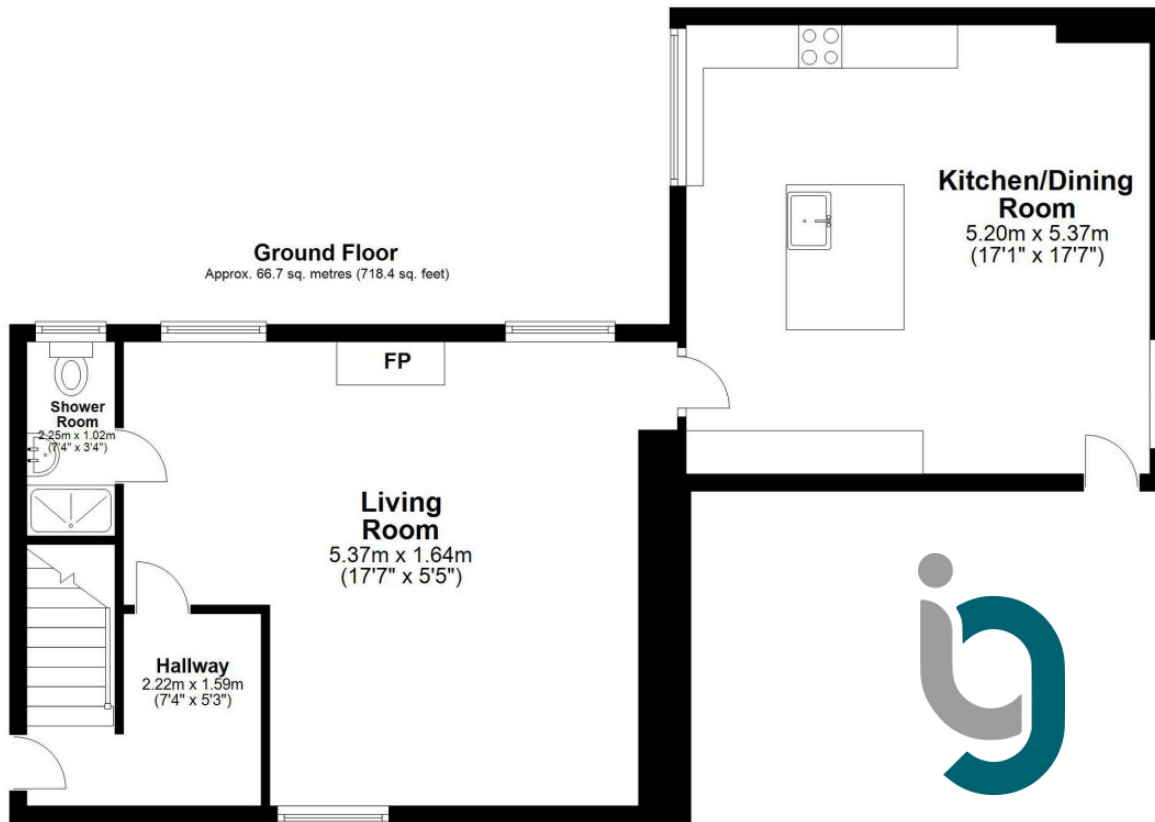 Ground Floor
Approx. 66.7 sq. metres (718.4 sq. feet)
Kitchen/Dining
Room
5.20m x 5.37m
(17'1" x 17'7")
FP
Shower
Room
2.25m x 1.02m
(7'4" x 3'4")
Living
Room
5.37m x 1.64m
(17'7" x 5'5")
Hallway
2.22m x 1.59m
(7'4" x 5'3")
ig